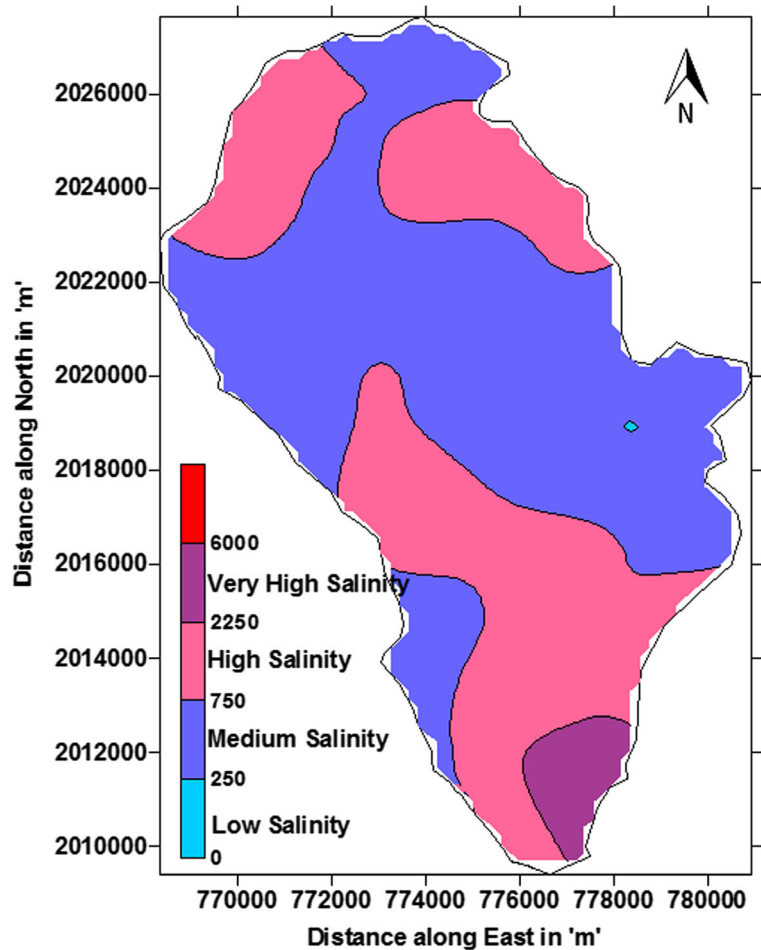 N
2026000
2024000
2022000
2020000
2018000
2016000
2014000
2012000
2010000
Distance along North in 'm'
6000
Very High Salinity
2250
High Salinity
750
Medium Salinity
250
Low Salinity
0
770000 772000 774000 776000 778000 780000
Distance along East in 'm'